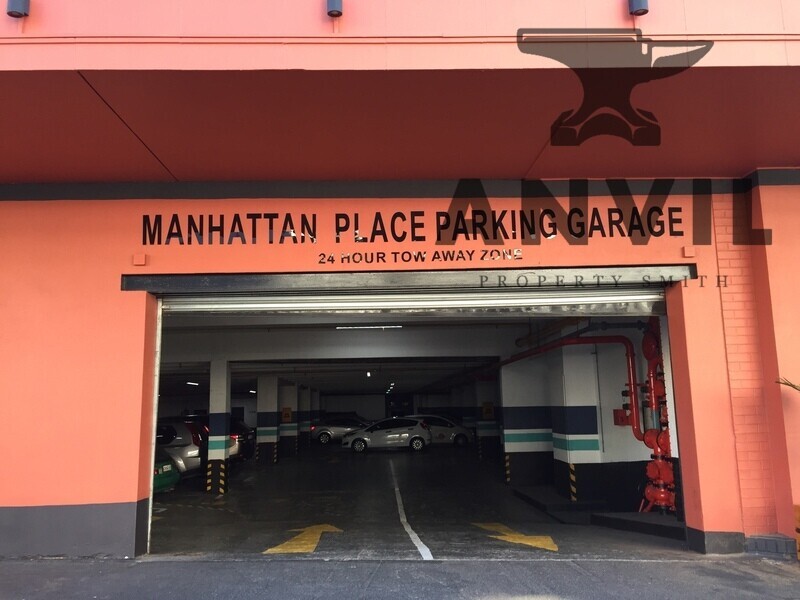 MANHATTAN PLACE PARKING GARAGE
24 HOUR TOW AWAY ZONE
ANVIL
PROPERTY SMITH